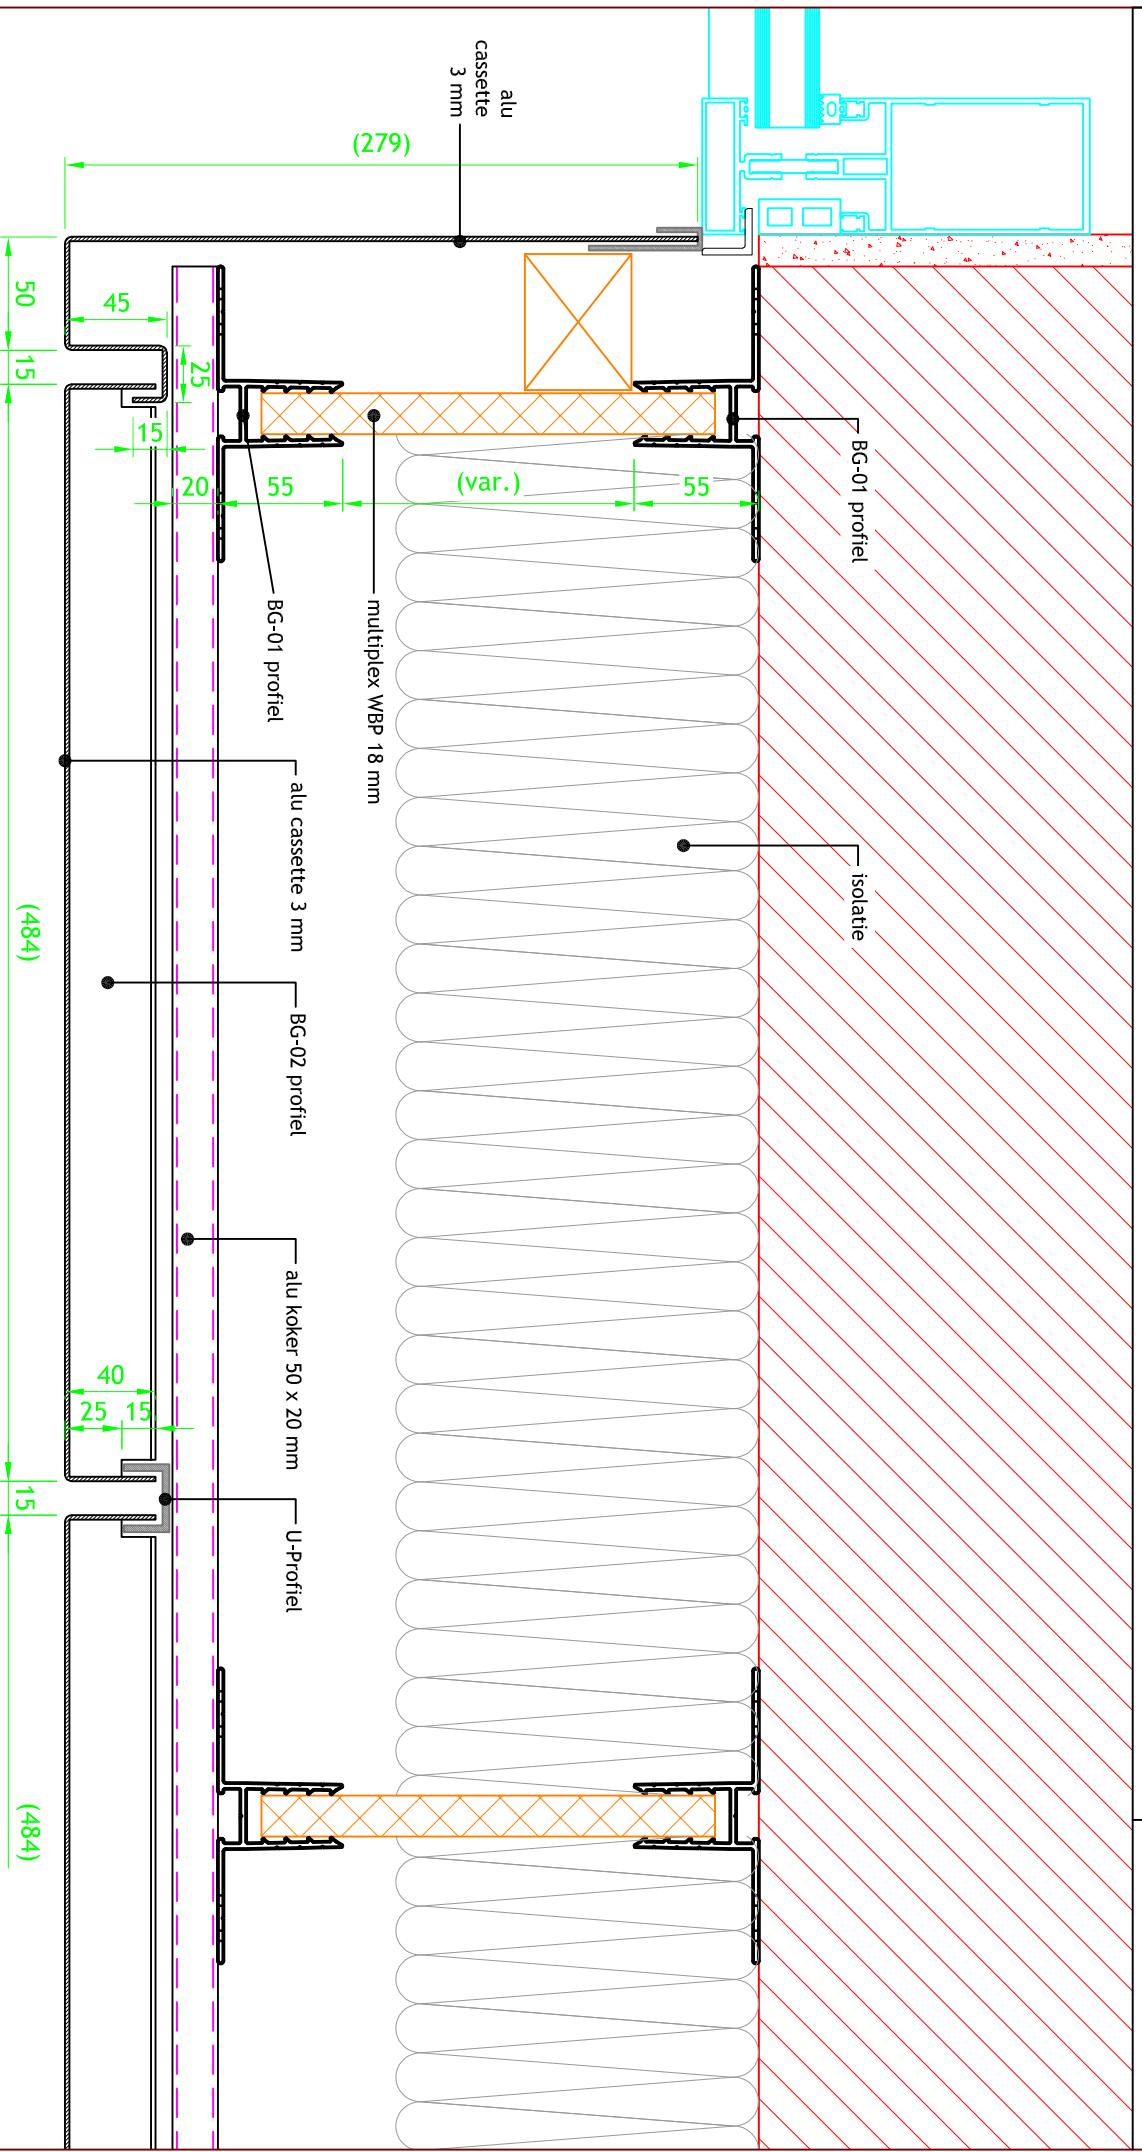 alu
cassette
3 mm
(279)
50
45
15
25
15
20
55
(var.)
55
BG-01 profiel
BG-01 profiel
multiplex WBP 18 mm
isolatie
alu cassette 3 mm
(484)
BG-02 profiel
alu koker 50 x 20 mm
40
25
15
15
U-Profiel
(484)